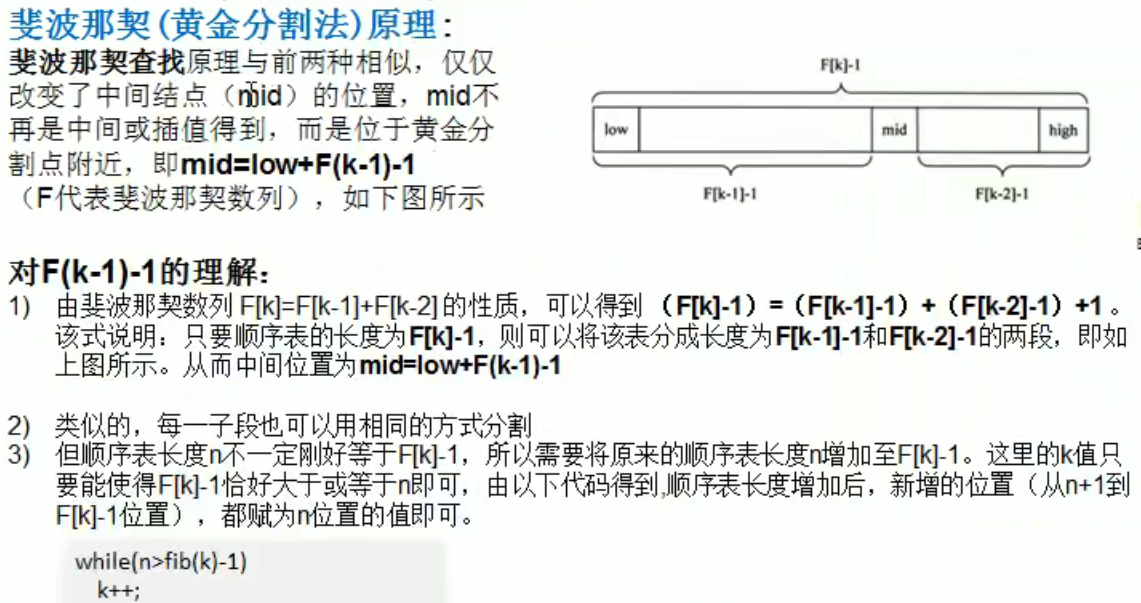 斐波那契(黄金分割法)原理:
斐波那契查找原理与前两种相似，仅仅
改变了中间结点（mid）的位置，mid不
再是中间或插值得到，而是位于黄金分
割点附近，即mid=low+F(k-1)-1
（F代表斐波那契数列），如下图所示
F[k]-1
low
mid
high
F[k-1]-1
F[k-2]-1
对F(k-1)-1的理解：
1) 由斐波那契数列 F[k]=F[k-1]+F[k-2] 的性质，可以得到 （F[k]-1）=（F[k-1]-1）+（F[k-2]-1）+1 。
该式说明：只要顺序表的长度为F[k]-1，则可以将该表分成长度为F[k-1]-1和F[k-2]-1的两段，即如
上图所示。从而中间位置为mid=low+F(k-1)-1
2) 类似的，每一子段也可以用相同的方式分割
3) 但顺序表长度n不一定刚好等于F[k]-1，所以需要将原来的顺序表长度n增加至F[k]-1。这里的k值只
要能使得F[k]-1恰好大于或等于n即可，由以下代码得到,顺序表长度增加后，新增的位置（从n+1到
F[k]-1位置），都赋为n位置的值即可。
while(n>fib(k)-1)
k++;